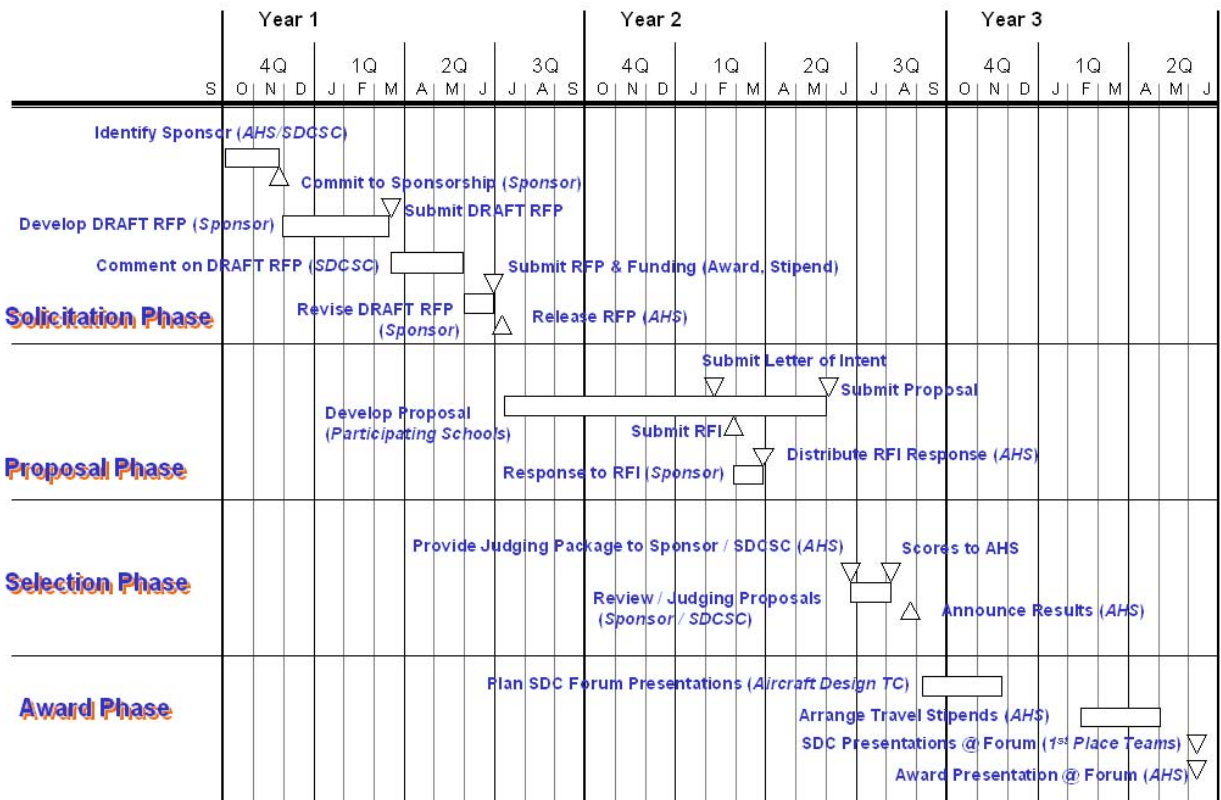 Year 1 Year 2 Year 3
4Q 1Q 2Q 3Q 4Q 1Q 2Q 3Q 4Q 1Q 2Q
S O N D J F M A M J J A S O N D J F M A M J J A S O N D J F M A M J
Identify Sponsor (AHS/SDCSC)
Commit to Sponsorship (Sponsor)
Submit DRAFT RFP
Develop DRAFT RFP (Sponsor)
Comment on DRAFT RFP (SDCSC)
Submit RFP & Funding (Award, Stipend)
Revise DRAFT RFP
(Sponsor)
Release RFP (AHS)
Solicitation Phase
Submit Letter of Intent
Submit Proposal
Develop Proposal
(Participating Schools)
Submit RFI
Distribute RFI Response (AHS)
Response to RFI (Sponsor)
Proposal Phase
Provide Judging Package to Sponsor / SDCSC (AHS)
Scores to AHS
Selection Phase
Review / Judging Proposals
(Sponsor / SDCSC)
Announce Results (AHS)
Plan SDC Forum Presentations (Aircraft Design TC)
Award Phase
Arrange Travel Stipends (AHS)
SDC Presentations @ Forum (1st Place Teams)
Award Presentation @ Forum (AHS)